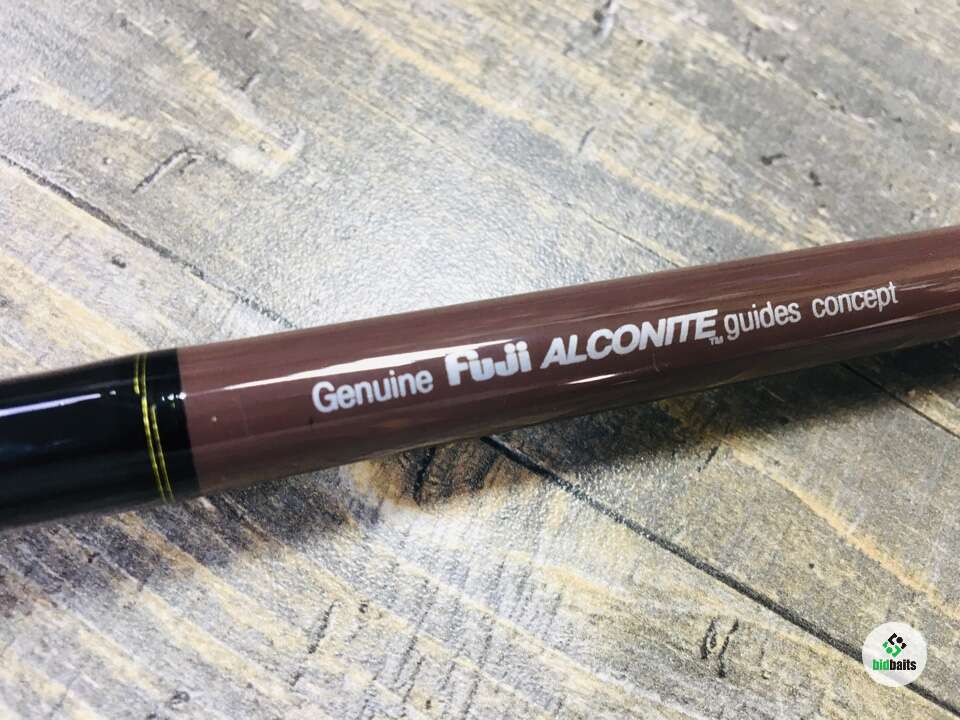 Genuine Fuji ALCONITE™ guides concept
bidbaits